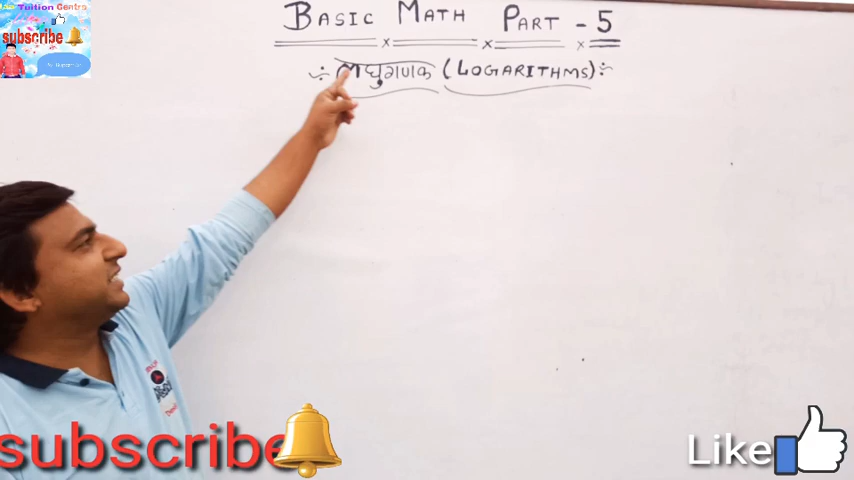 Tuition Centre
subscribe
BASIC MATH PART - 5
लघुगणक (LOGARITHMS)
subscribe
Like